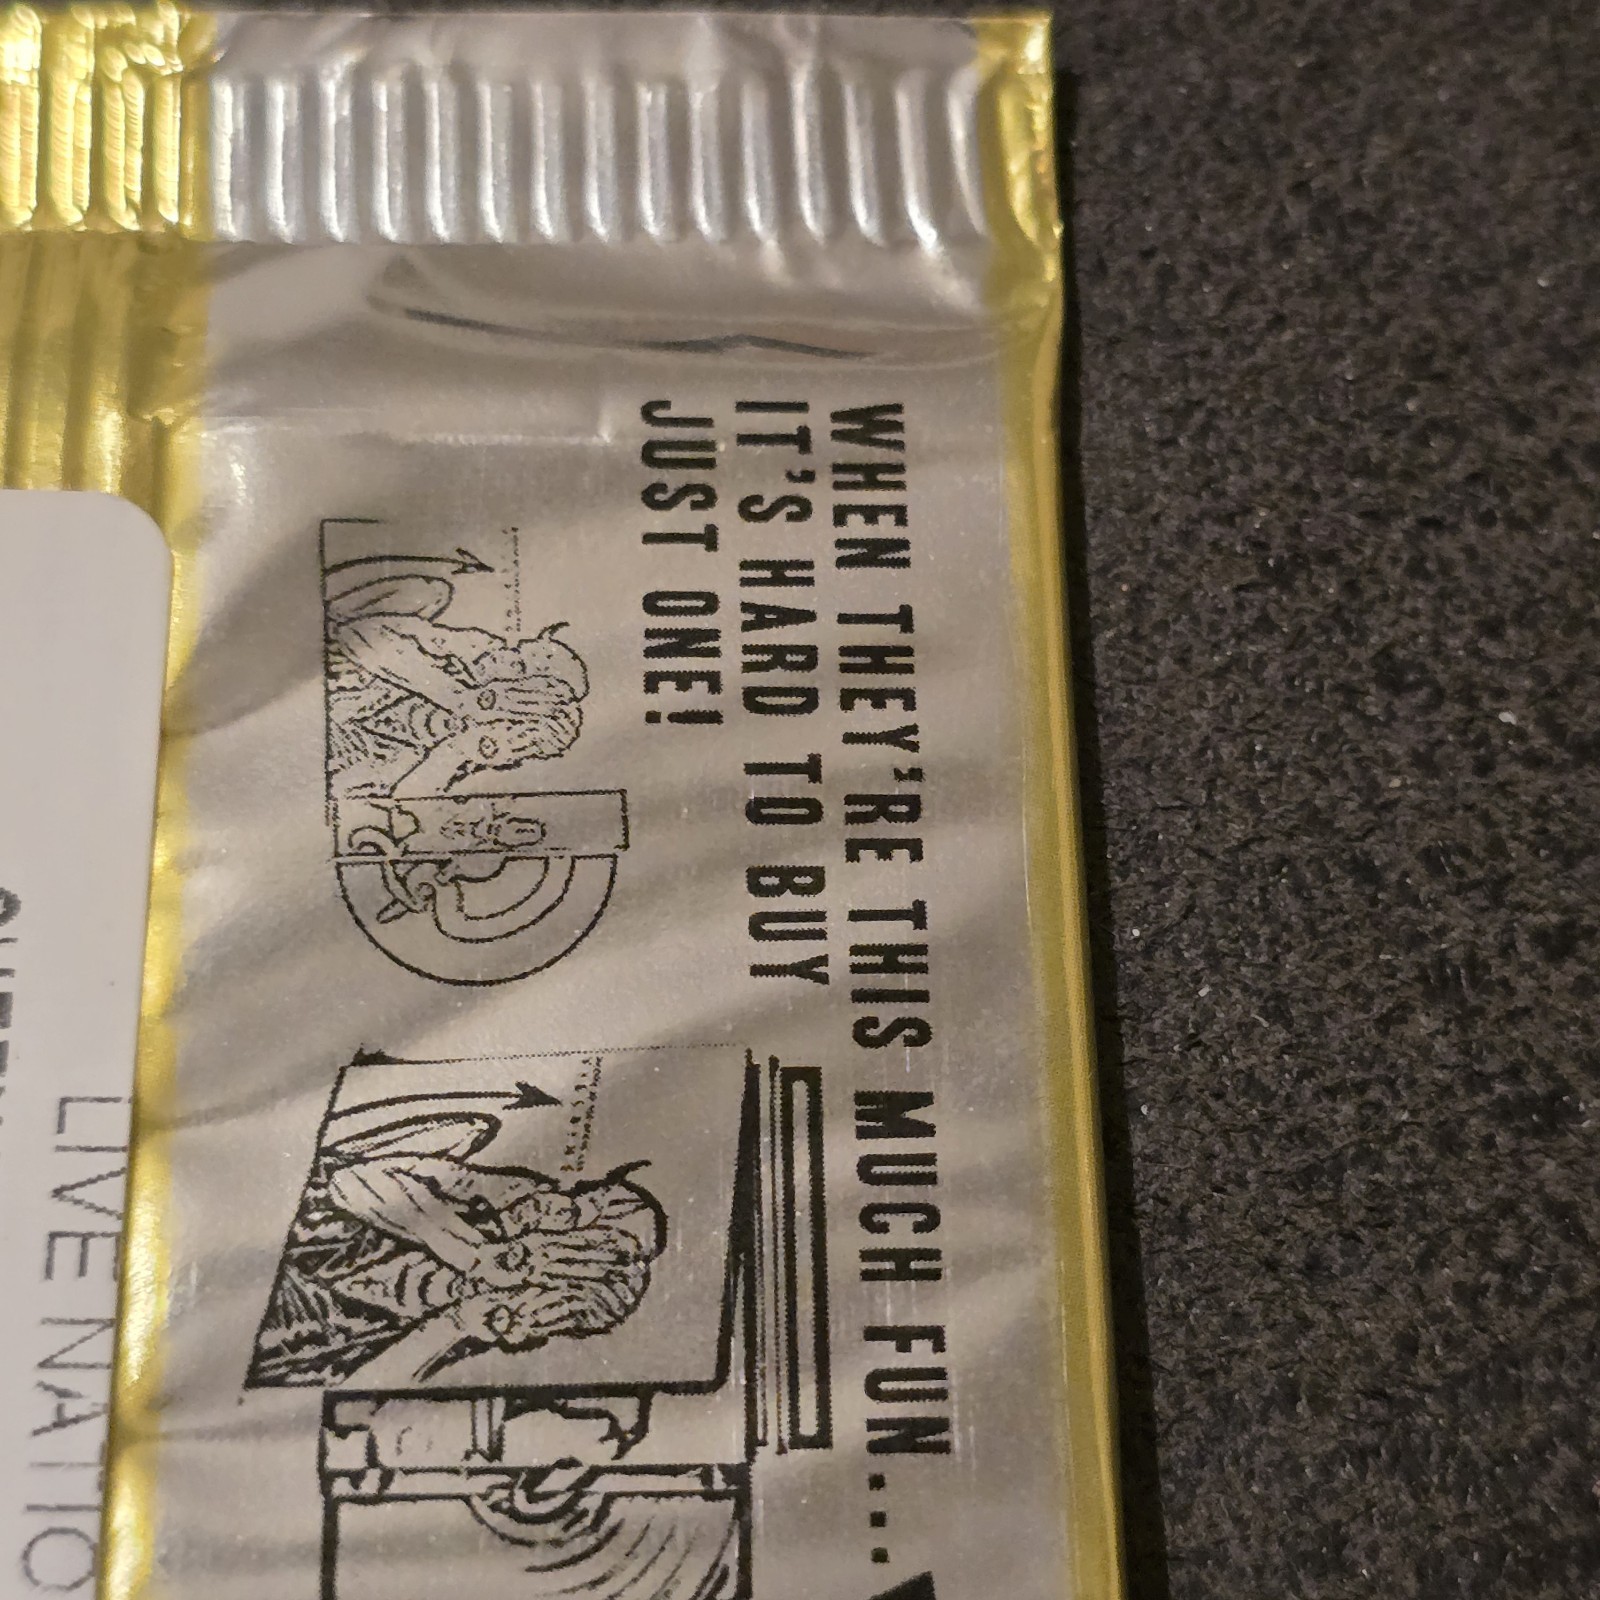 WHEN THEY'RE THIS MUCH FUN...
IT'S HARD TO BUY
JUST ONE!
LIVE NATIO